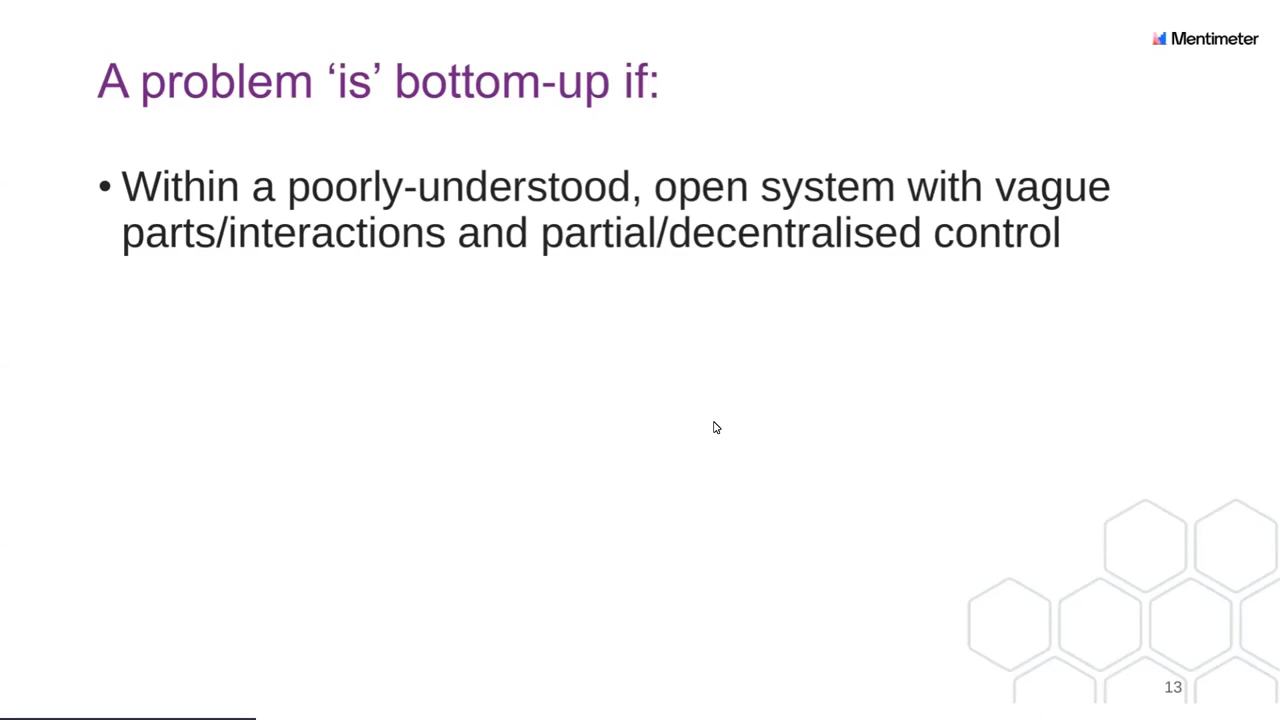 Mentimeter
A problem ‘is’ bottom-up if:
• Within a poorly-understood, open system with vague
parts/interactions and partial/decentralised control
13